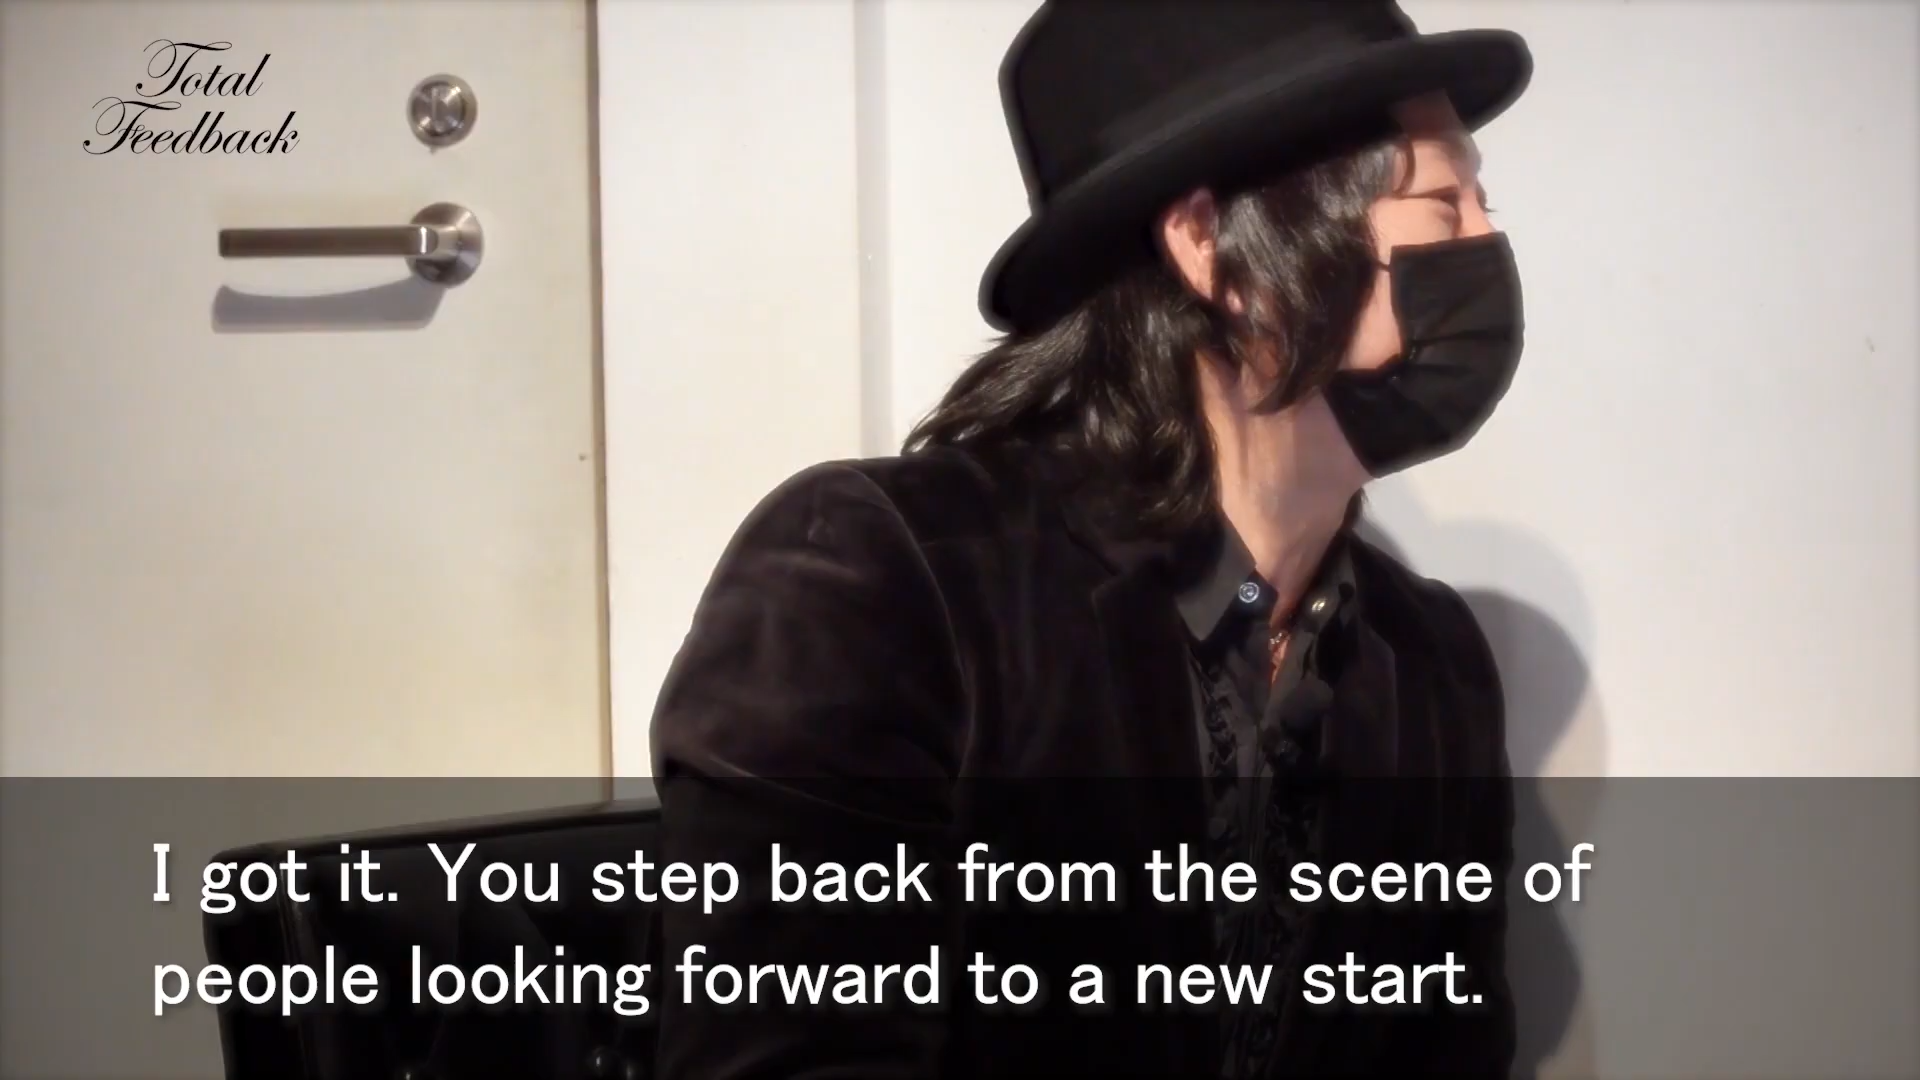 Total
Feedback
I got it. You step back from the scene of
people looking forward to a new start.